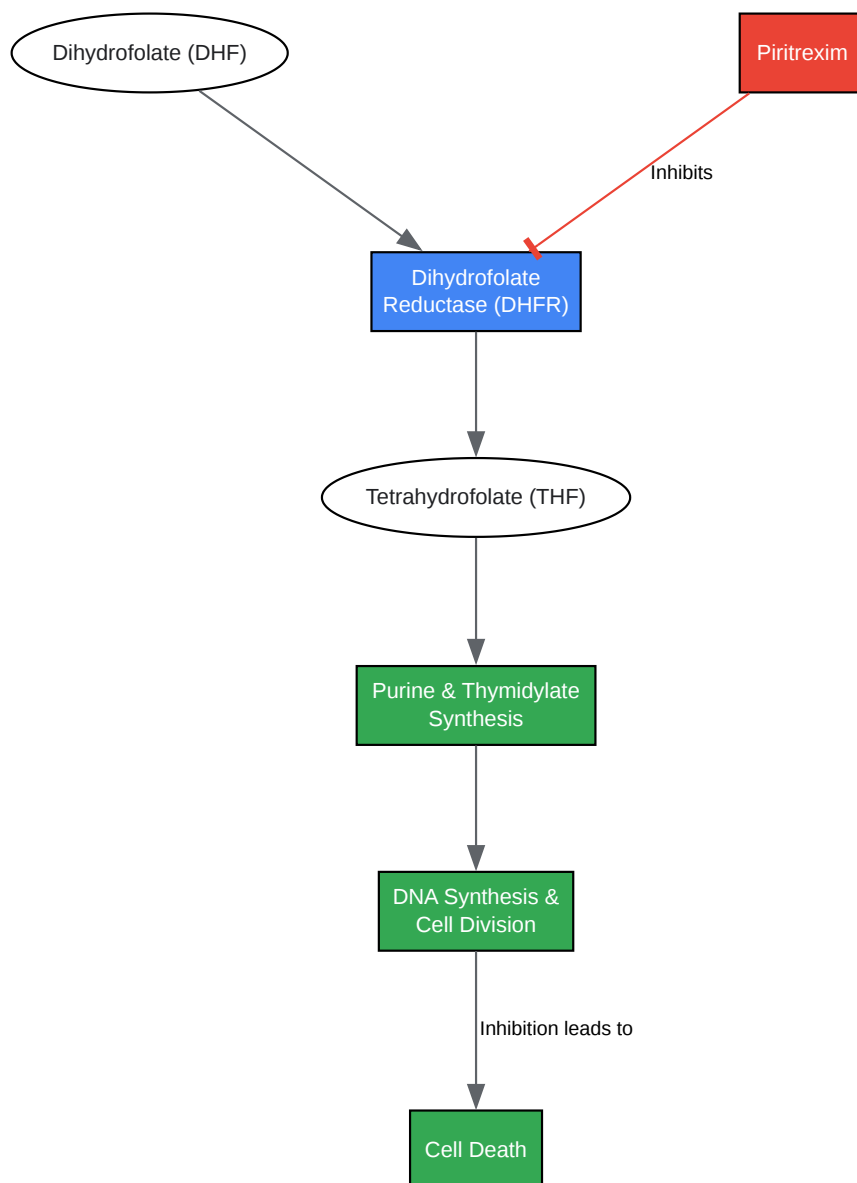 Dihydrofolate (DHF)
Piritrexim
Inhibits
Dihydrofolate
Reductase (DHFR)
Tetrahydrofolate (THF)
Purine & Thymidylate
Synthesis
DNA Synthesis &
Cell Division
Inhibition leads to
Cell Death